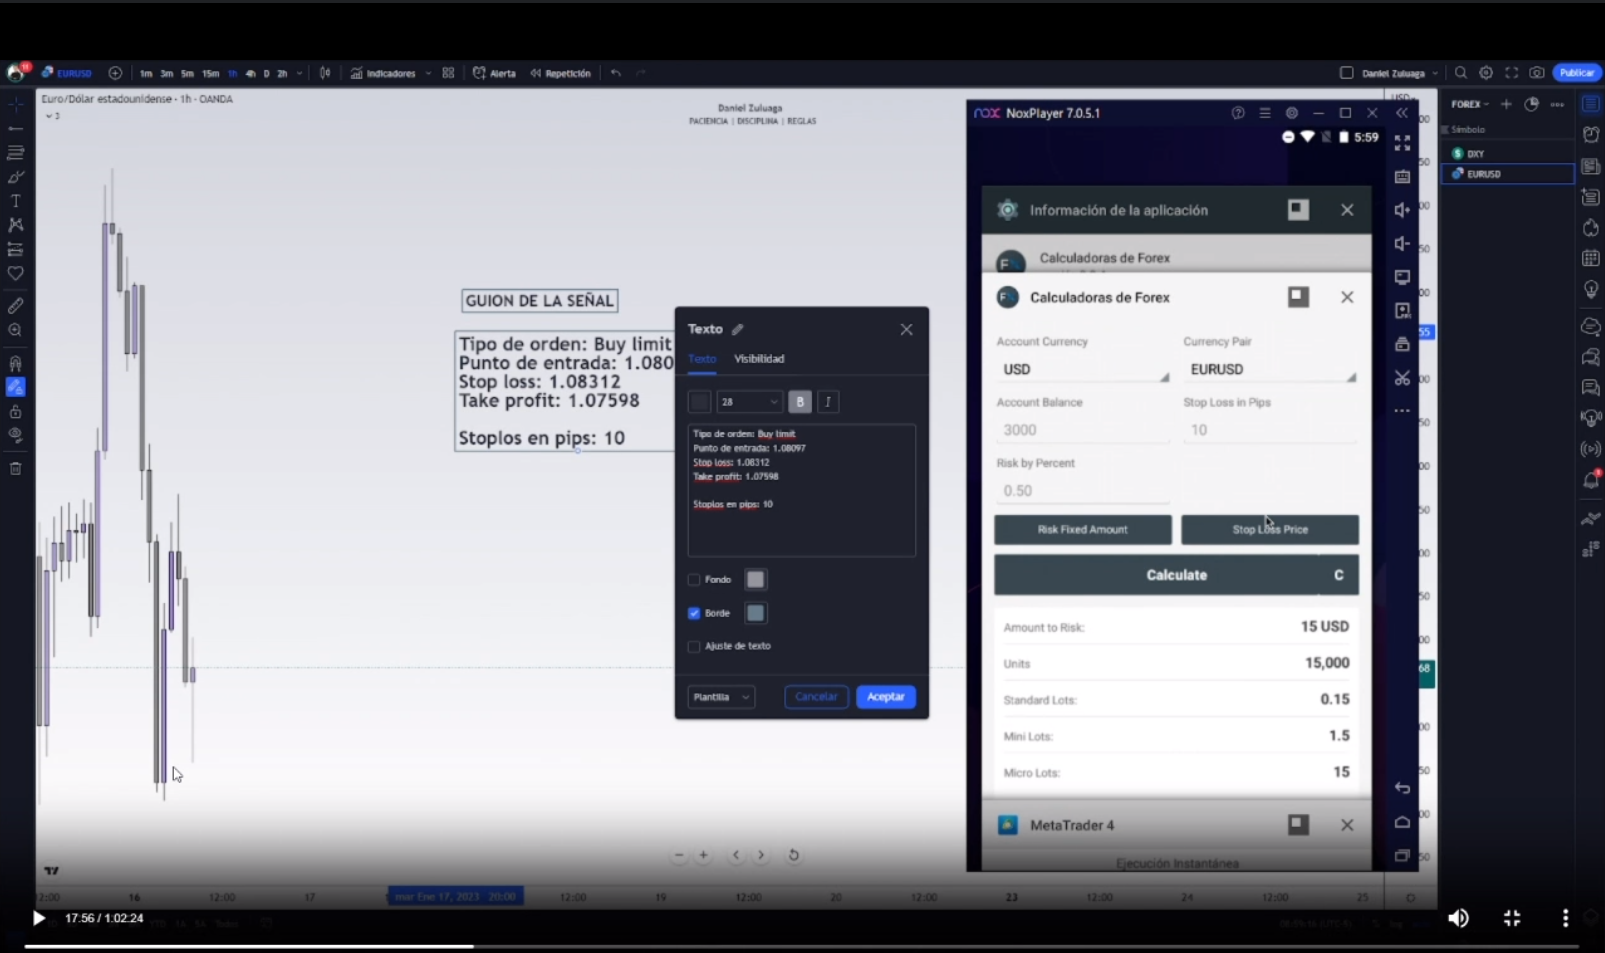 EURUSD
1m 3m 5m 15m 1h 4h D 2h
Indicadores
Alerta
Repetición
Daniel Zuluaga
Publicar
Euro/Dólar estadounidense · 1h · OANDA
3
Daniel Zuluaga
PACIENCIA | DISCIPLINA | REGLAS
GUION DE LA SEÑAL
Tipo de orden: Buy limit
Punto de entrada: 1.080
Stop loss: 1.08312
Take profit: 1.07598
Stoplos en pips: 10
Texto
Texto Visibilidad
28
B I
Tipo de orden: Buy limit
Punto de entrada: 1.08097
Stop loss: 1.08312
Take profit: 1.07598
Stoplos en pips: 10
Fondo
Borde
Ajuste de texto
Plantilla
Cancelar
Aceptar
nox NoxPlayer 7.0.5.1
5:59
Información de la aplicación
Calculadoras de Forex
Calculadoras de Forex
Account Currency Currency Pair
USD EURUSD
Account Balance Stop Loss in Pips
3000 10
Risk by Percent
0.50
Risk Fixed Amount Stop Loss Price
Calculate C
Amount to Risk: 15 USD
Units 15,000
Standard Lots: 0.15
Mini Lots: 1.5
Micro Lots: 15
MetaTrader 4
Ejecución Instantánea
FOREX
Símbolo
DXY
EURUSD
16 12:00 17 mar Ene 17, 2023 20:00 12:00 19 12:00 20 12:00 23 12:00 24 12:00 25
17:56 / 1:02:24